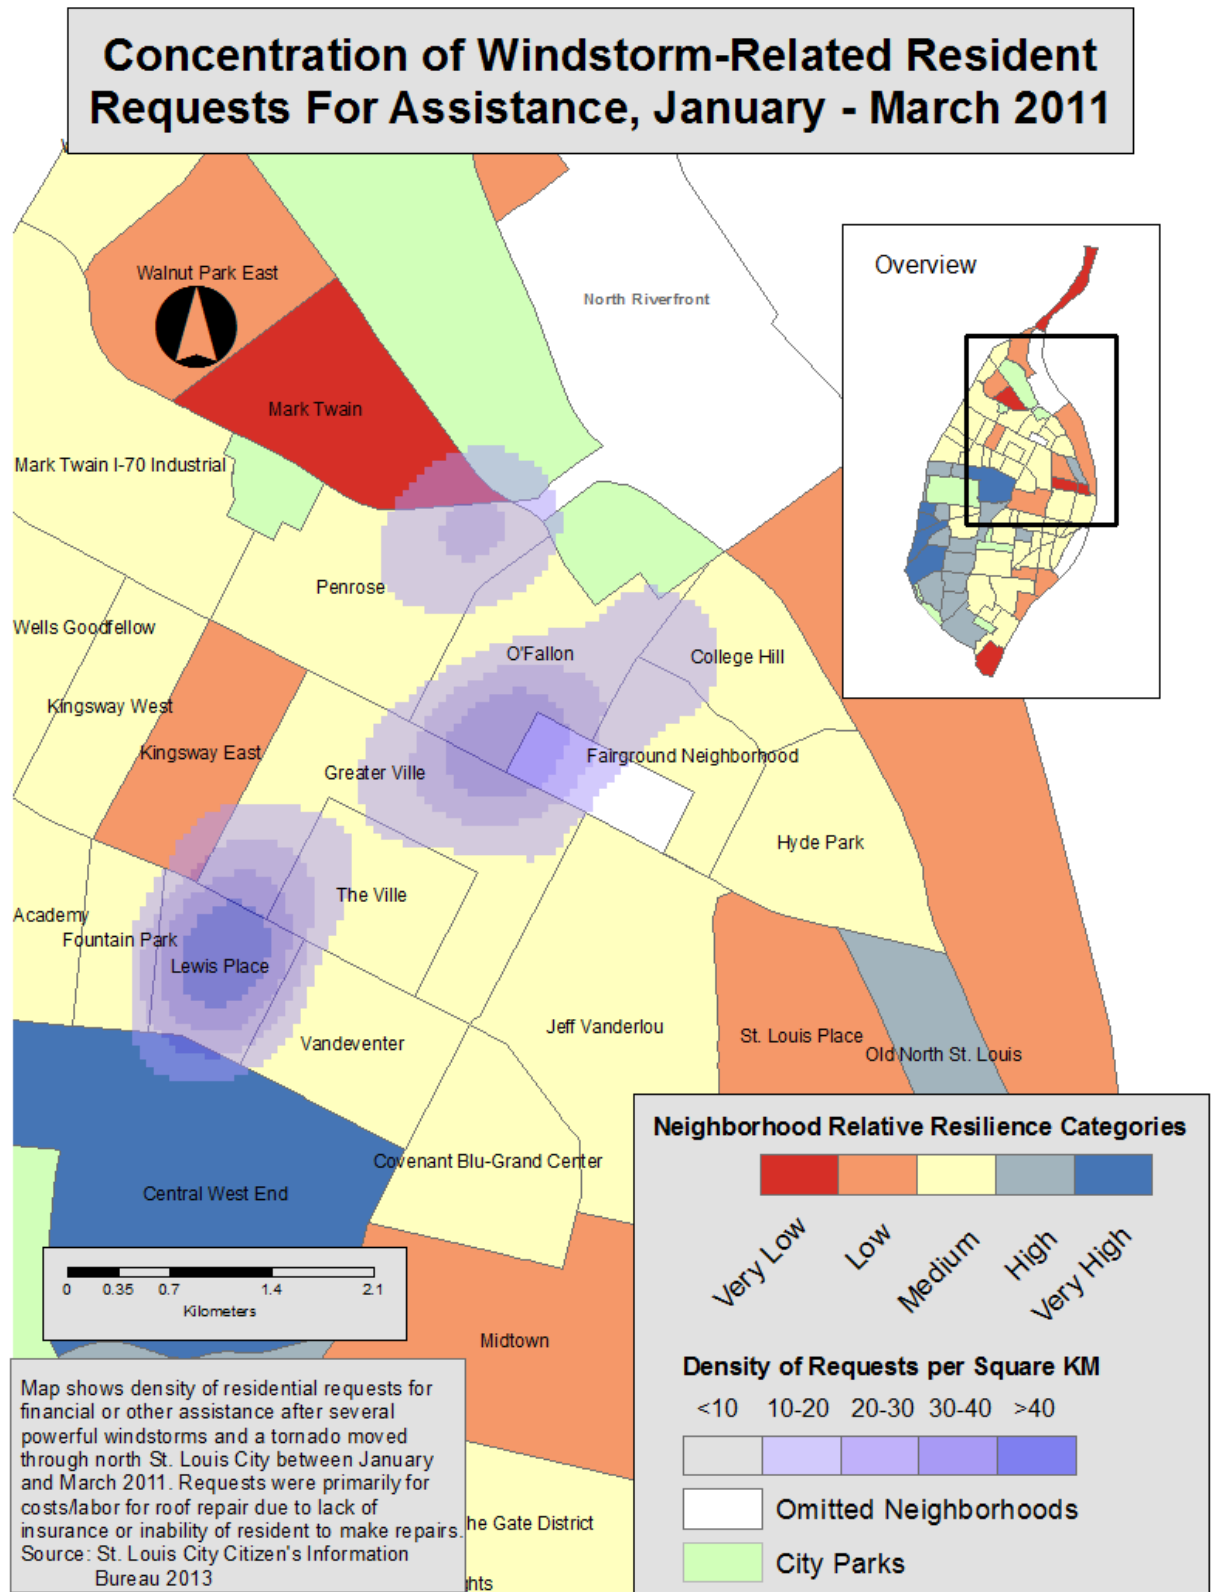 Concentration of Windstorm-Related Resident
Requests For Assistance, January - March 2011
Overview
Walnut Park East
North Riverfront
Mark Twain
Mark Twain I-70 Industrial
Penrose
Wells Goodfellow
O'Fallon
College Hill
Kingsway West
Kingsway East
Fairground Neighborhood
Greater Ville
Hyde Park
The Ville
Academy
Fountain Park
Lewis Place
Jeff Vanderlou
St. Louis Place
Vandeventer
Old North St. Louis
Covenant Blu-Grand Center
Central West End
Midtown
he Gate District
hts
0 0.35 0.7 1.4 2.1
Kilometers
Map shows density of residential requests for
financial or other assistance after several
powerful windstorms and a tornado moved
through north St. Louis City between January
and March 2011. Requests were primarily for
costs/labor for roof repair due to lack of
insurance or inability of resident to make repairs.
Source: St. Louis City Citizen's Information
Bureau 2013
Neighborhood Relative Resilience Categories
Very Low
Low
Medium
High
Very High
Density of Requests per Square KM
<10 10-20 20-30 30-40 >40
Omitted Neighborhoods
City Parks